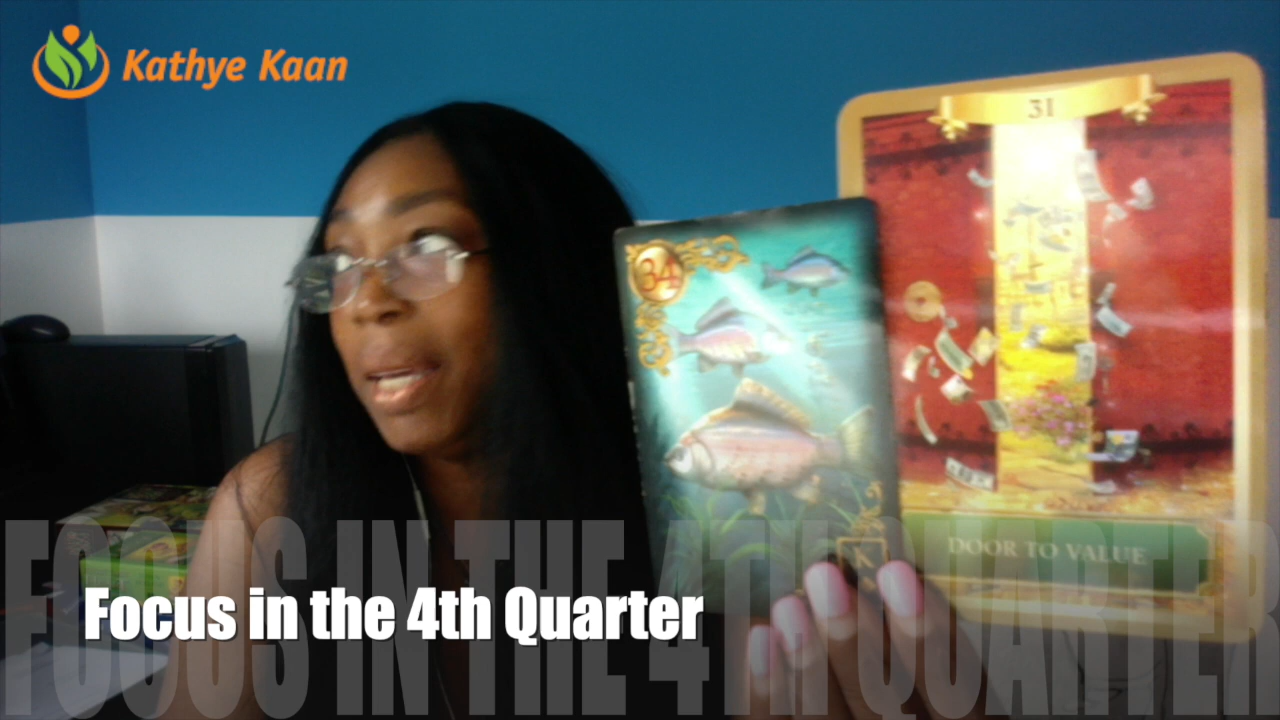 Kathye Kaan
31
34
K
DOOR TO VALUE
FOCUS IN THE 4TH QUARTER
Focus in the 4th Quarter